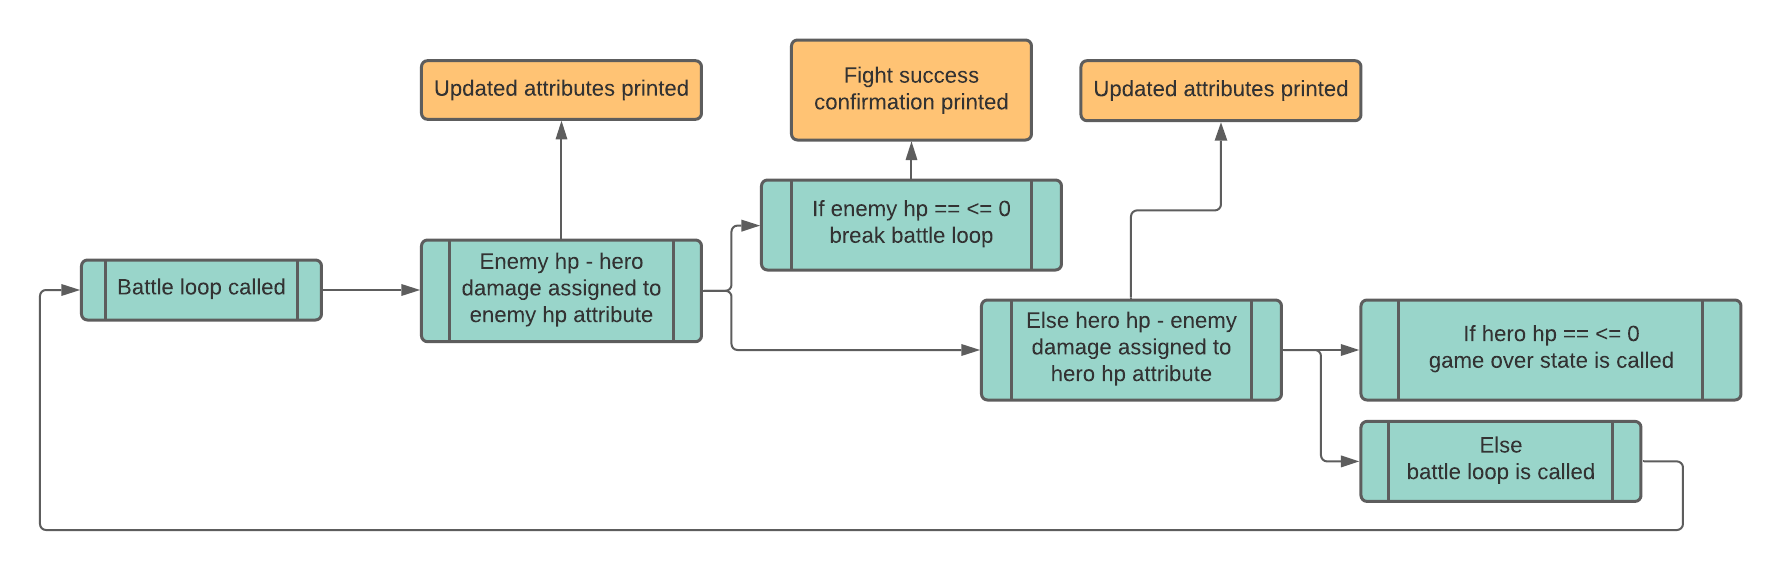 Updated attributes printed
Fight success
confirmation printed
Updated attributes printed
If enemy hp == <= 0
break battle loop
Battle loop called
Enemy hp - hero
damage assigned to
enemy hp attribute
Else hero hp - enemy
damage assigned to
hero hp attribute
If hero hp == <= 0
game over state is called
Else
battle loop is called